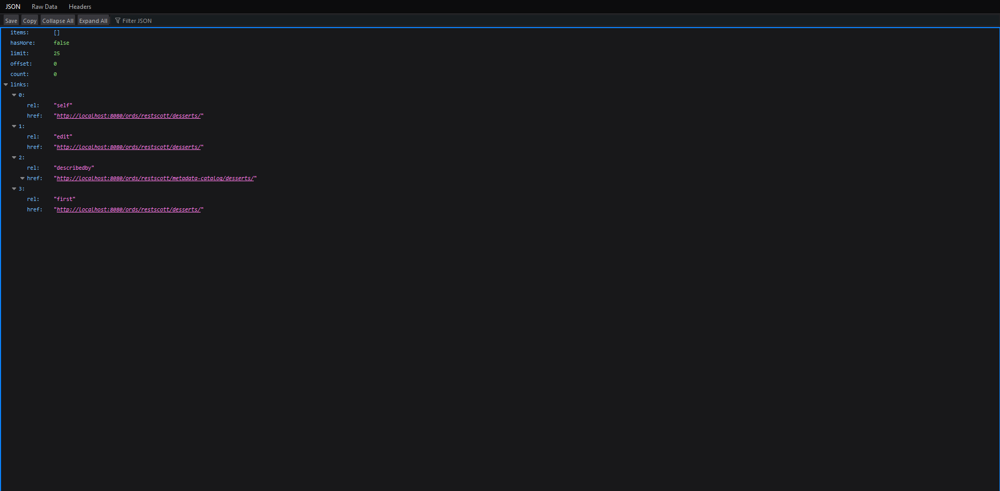 JSON Raw Data Headers
Save Copy Collapse All Expand All Filter JSON
items: []
hasMore: false
limit: 25
offset: 0
count: 0
links:
0:
rel: "self"
href: "http://localhost:8080/ords/restscott/desserts/"
1:
rel: "edit"
href: "http://localhost:8080/ords/restscott/desserts/"
2:
rel: "describedby"
href: "http://localhost:8080/ords/restscott/metadata-catalog/desserts/"
3:
rel: "first"
href: "http://localhost:8080/ords/restscott/desserts/"